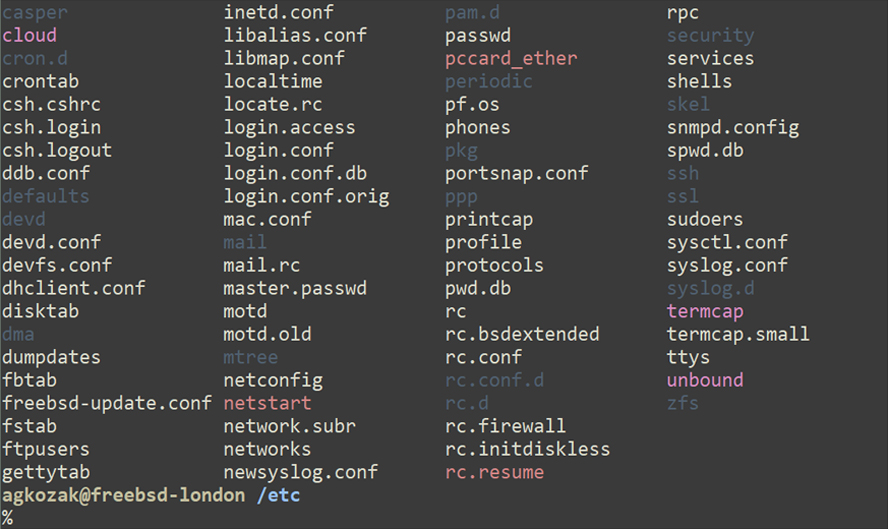 casper inetd.conf pam.d rpc
cloud libalias.conf passwd security
cron.d libmap.conf pccard_ether services
crontab localtime periodic shells
csh.cshrc locate.rc pf.os skel
csh.login login.access phones snmpd.config
csh.logout login.conf pkg spwd.db
ddb.conf login.conf.db portsnap.conf ssh
defaults login.conf.orig ppp ssl
devd mac.conf printcap sudoers
devd.conf mail profile sysctl.conf
devfs.conf mail.rc protocols syslog.conf
dhclient.conf master.passwd pwd.db syslog.d
disktab motd rc termcap
dma motd.old rc.bsdextended termcap.small
dumpdates mtree rc.conf ttys
fbtab netconfig rc.conf.d unbound
freebsd-update.conf netstart rc.d zfs
fstab network.subr rc.firewall
ftpusers networks rc.initdiskless
gettytab newsyslog.conf rc.resume
agkozak@freebsd-london /etc
%